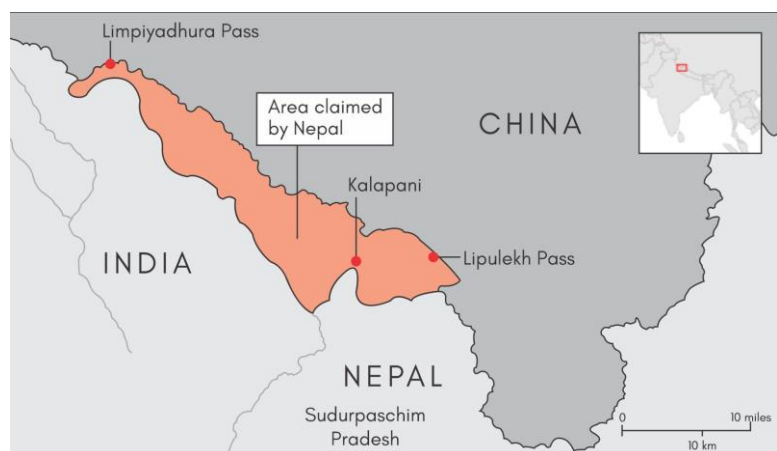 Limpiyadhura Pass
Area claimed
by Nepal
CHINA
Kalapani
INDIA
Lipulekh Pass
NEPAL
Sudurpaschim
Pradesh
0
10 miles
10 km